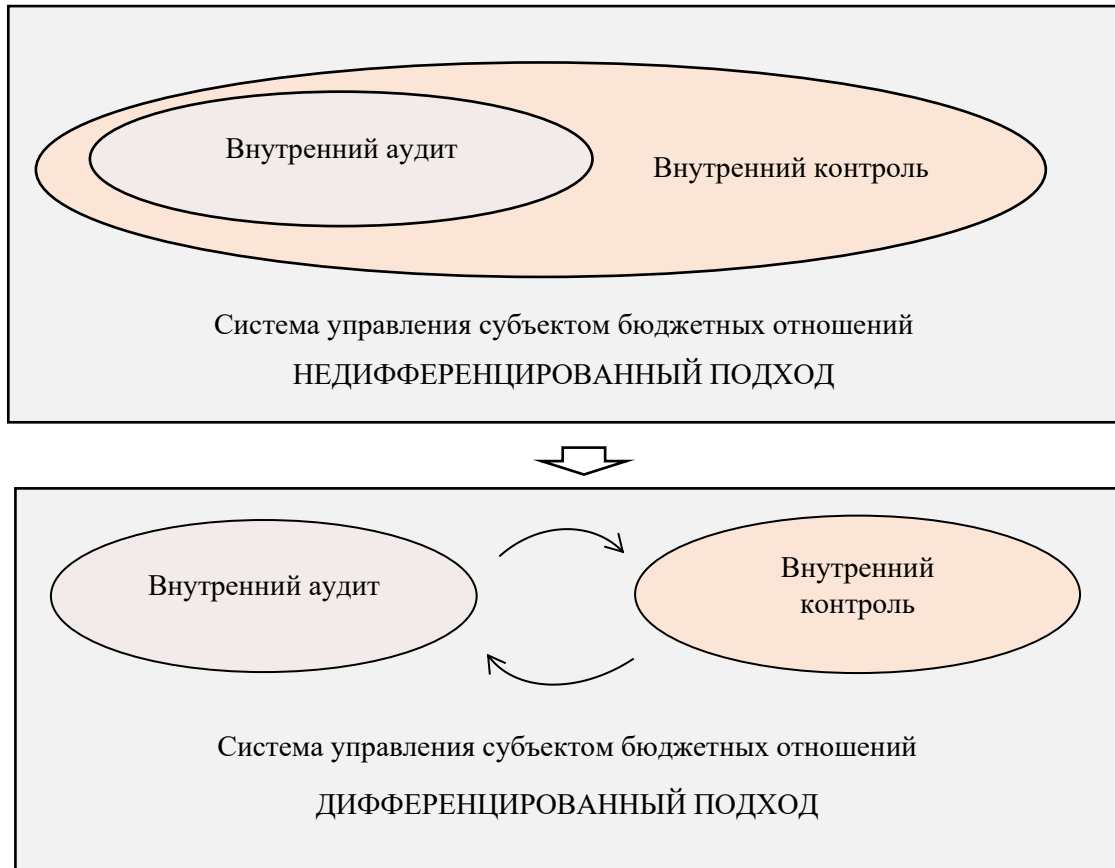 Внутренний аудит
Внутренний контроль
Система управления субъектом бюджетных отношений
НЕДИФФЕРЕНЦИРОВАННЫЙ ПОДХОД
Внутренний аудит
Внутренний
контроль
Система управления субъектом бюджетных отношений
ДИФФЕРЕНЦИРОВАННЫЙ ПОДХОД